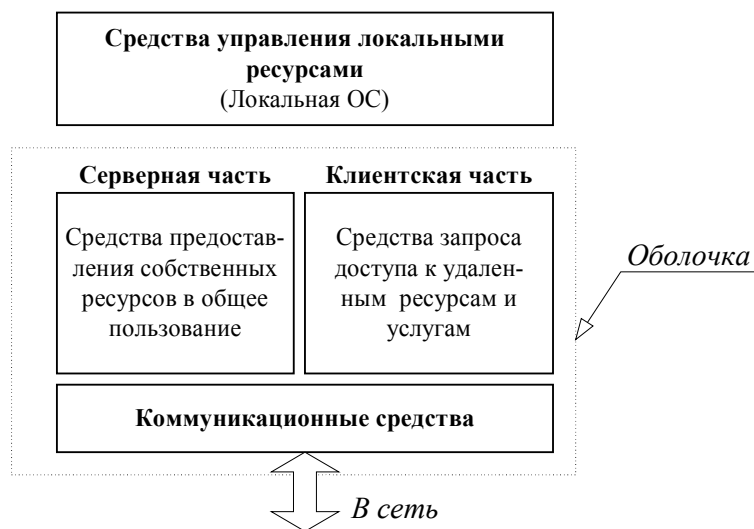 Средства управления локальными
ресурсами
(Локальная ОС)
Серверная часть
Клиентская часть
Средства предостав-
ления собственных
ресурсов в общее
пользование
Средства запроса
доступа к удален-
ным ресурсам и
услугам
Оболочка
Коммуникационные средства
В сеть